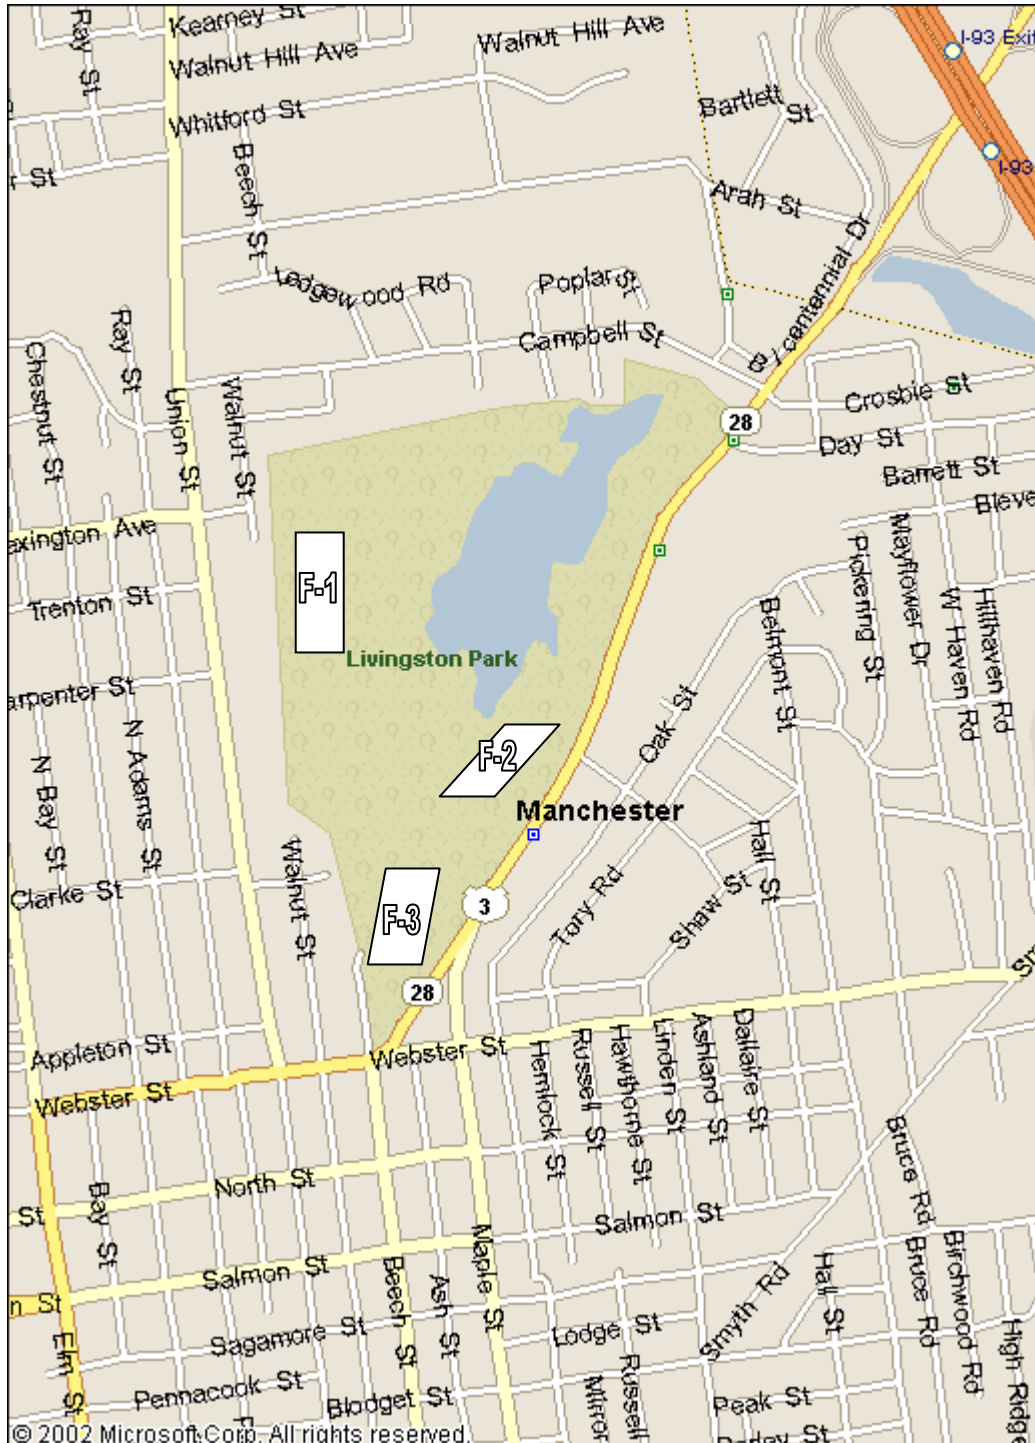 Kearney St
Ray St
Walnut Hill Ave
Walnut Hill Ave
I-93 Exit
Whitford St
Bartlett St
I-93
St
Beech St
Arah St
Ledgewood Rd
Poplar St
Bicentennial Dr
Campbell St
Ray St
Chestnut St
Union St
Walnut St
Crosbie St
28
Day St
Barrett St
Lexington Ave
Pickering St
Mayflower Dr
F-1
Trenton St
Belmont St
W Haven Rd
Hillhaven Rd
Livingston Park
Carpenter St
N Adams St
Oak St
F-2
N Bay St
Manchester
Hall St
Walnut St
Clarke St
Tory Rd
Shaw St
3
F-3
28
Appleton St
Webster St
Webster St
Hemlock St
Russell St
Hawthorne St
Linden St
Ashland St
Dallaire St
Bruce Rd
North St
St
Bay St
Salmon St
Maple St
Salmon St
Beech St
Ash St
Hall St
Bruce Rd
Birchwood Rd
Smyth Rd
n St
Elm St
Sagamore St
Lodge St
High Ridge
Pennacook St
Blodget St
Mirror
Russell
Peak St
© 2002 Microsoft Corp. All rights reserved.